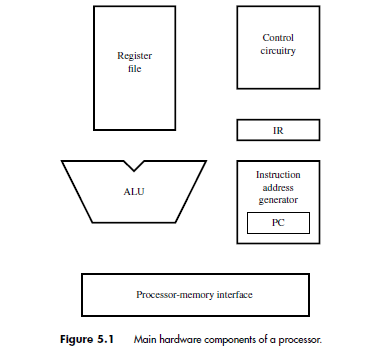 Register
file
Control
circuitry
IR
ALU
Instruction
address
generator
PC
Processor-memory interface
Figure 5.1 Main hardware components of a processor.